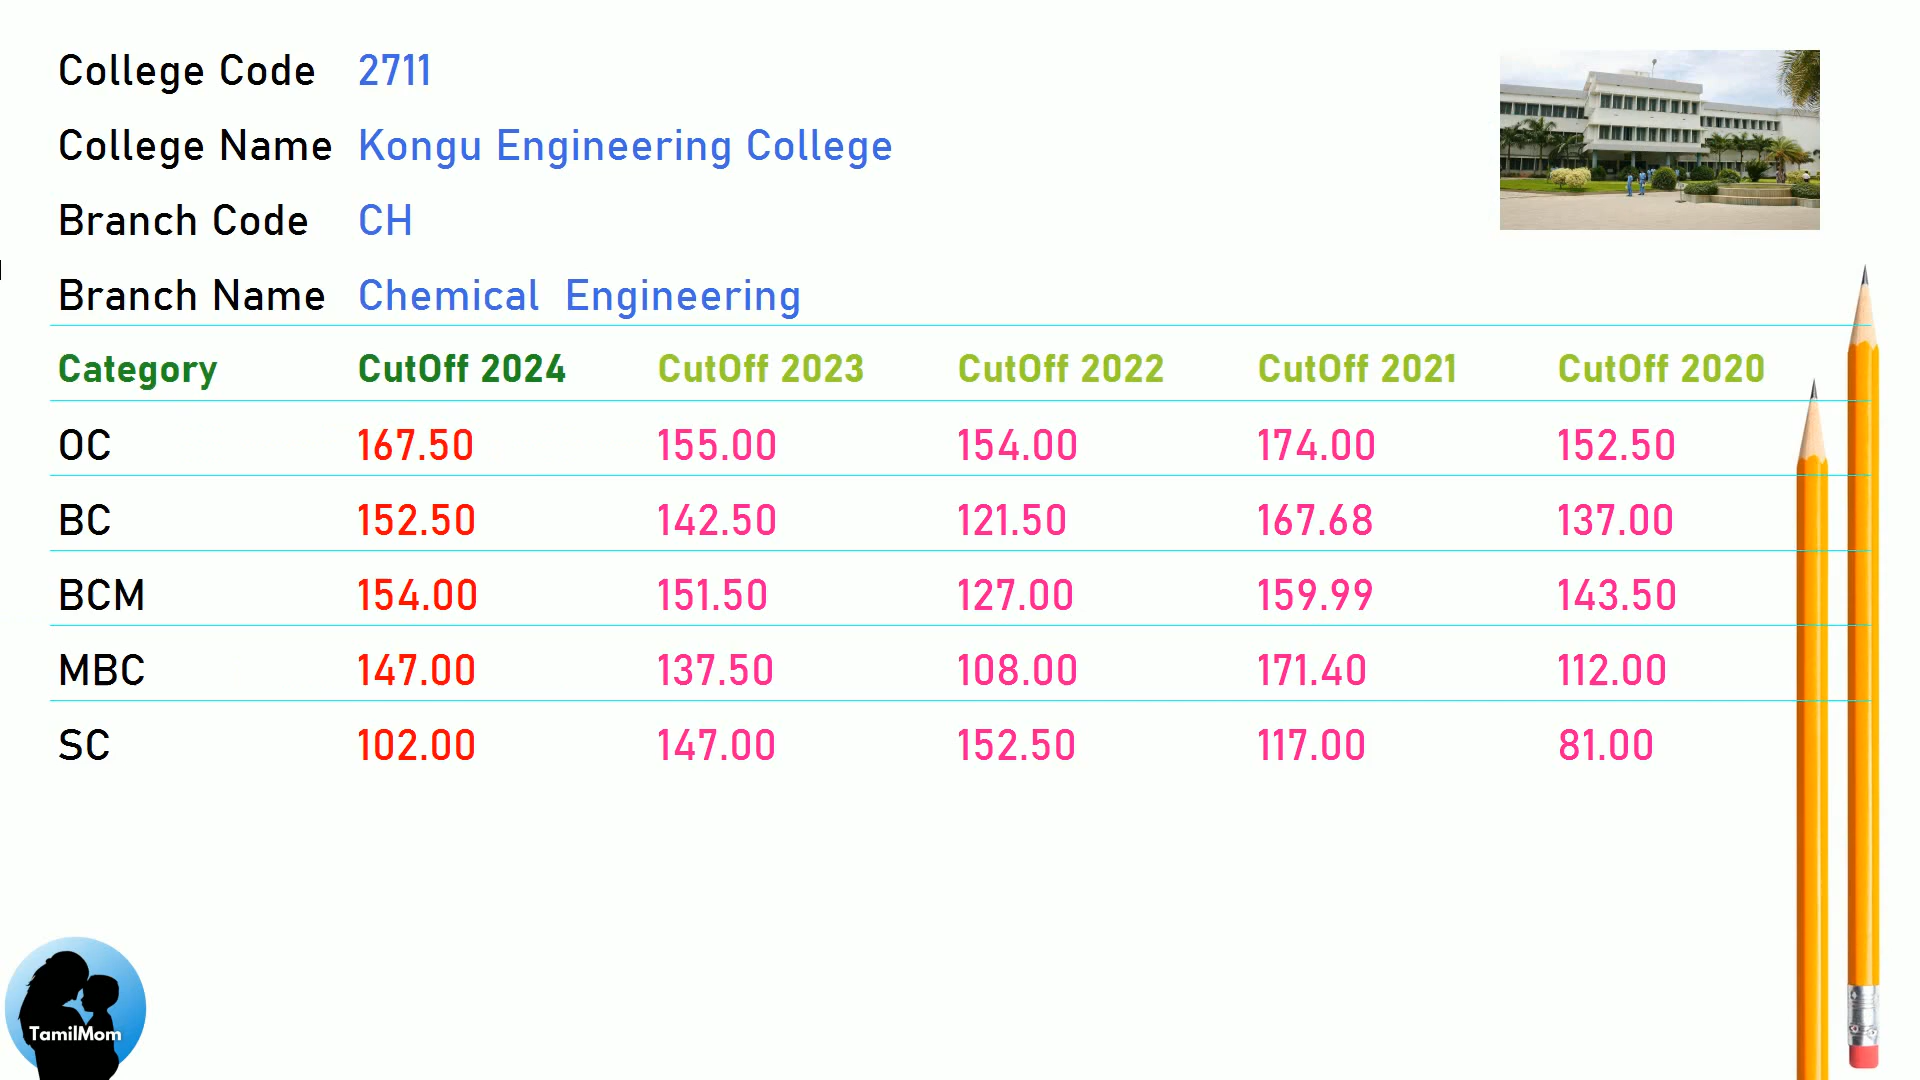 College Code 2711
College Name Kongu Engineering College
Branch Code CH
Branch Name Chemical Engineering
Category CutOff 2024 CutOff 2023 CutOff 2022 CutOff 2021 CutOff 2020
OC 167.50 155.00 154.00 174.00 152.50
BC 152.50 142.50 121.50 167.68 137.00
BCM 154.00 151.50 127.00 159.99 143.50
MBC 147.00 137.50 108.00 171.40 112.00
SC 102.00 147.00 152.50 117.00 81.00
TamilMom